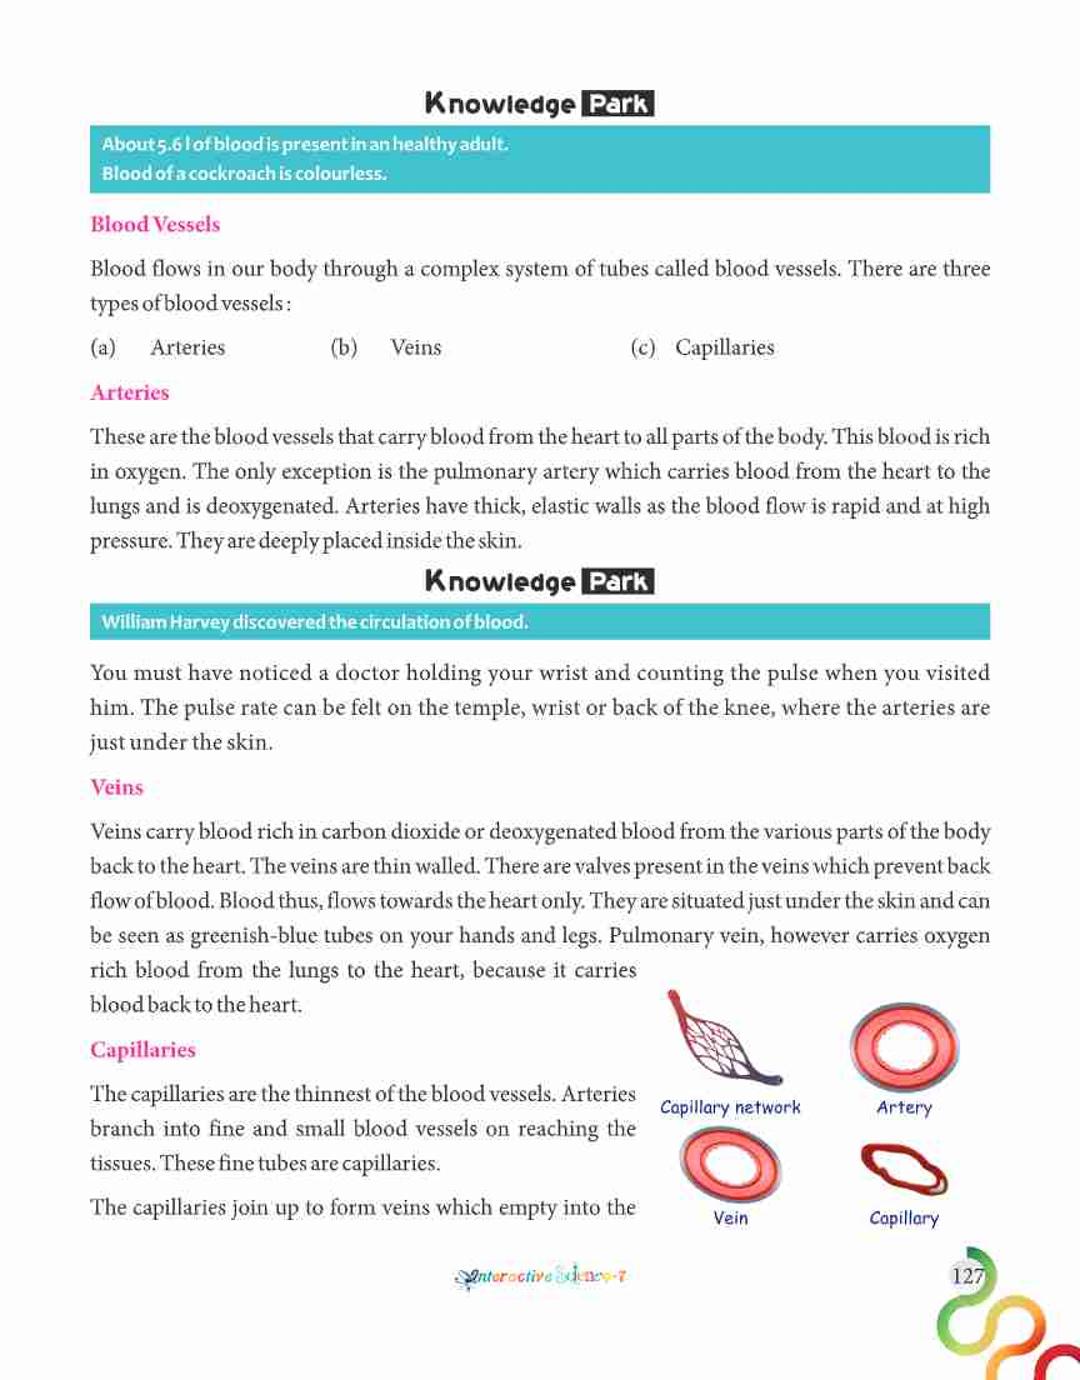 Knowledge Park
About 5.6 l of blood is present in an healthy adult.
Blood of a cockroach is colourless.
Blood Vessels
Blood flows in our body through a complex system of tubes called blood vessels. There are three
types of blood vessels :
(a) Arteries (b) Veins (c) Capillaries
Arteries
These are the blood vessels that carry blood from the heart to all parts of the body. This blood is rich
in oxygen. The only exception is the pulmonary artery which carries blood from the heart to the
lungs and is deoxygenated. Arteries have thick, elastic walls as the blood flow is rapid and at high
pressure. They are deeply placed inside the skin.
Knowledge Park
William Harvey discovered the circulation of blood.
You must have noticed a doctor holding your wrist and counting the pulse when you visited
him. The pulse rate can be felt on the temple, wrist or back of the knee, where the arteries are
just under the skin.
Veins
Veins carry blood rich in carbon dioxide or deoxygenated blood from the various parts of the body
back to the heart. The veins are thin walled. There are valves present in the veins which prevent back
flow of blood. Blood thus, flows towards the heart only. They are situated just under the skin and can
be seen as greenish-blue tubes on your hands and legs. Pulmonary vein, however carries oxygen
rich blood from the lungs to the heart, because it carries
blood back to the heart.
Capillaries
The capillaries are the thinnest of the blood vessels. Arteries
branch into fine and small blood vessels on reaching the
tissues. These fine tubes are capillaries.
The capillaries join up to form veins which empty into the
Capillary network
Artery
Vein
Capillary
Interactive Science-7
127